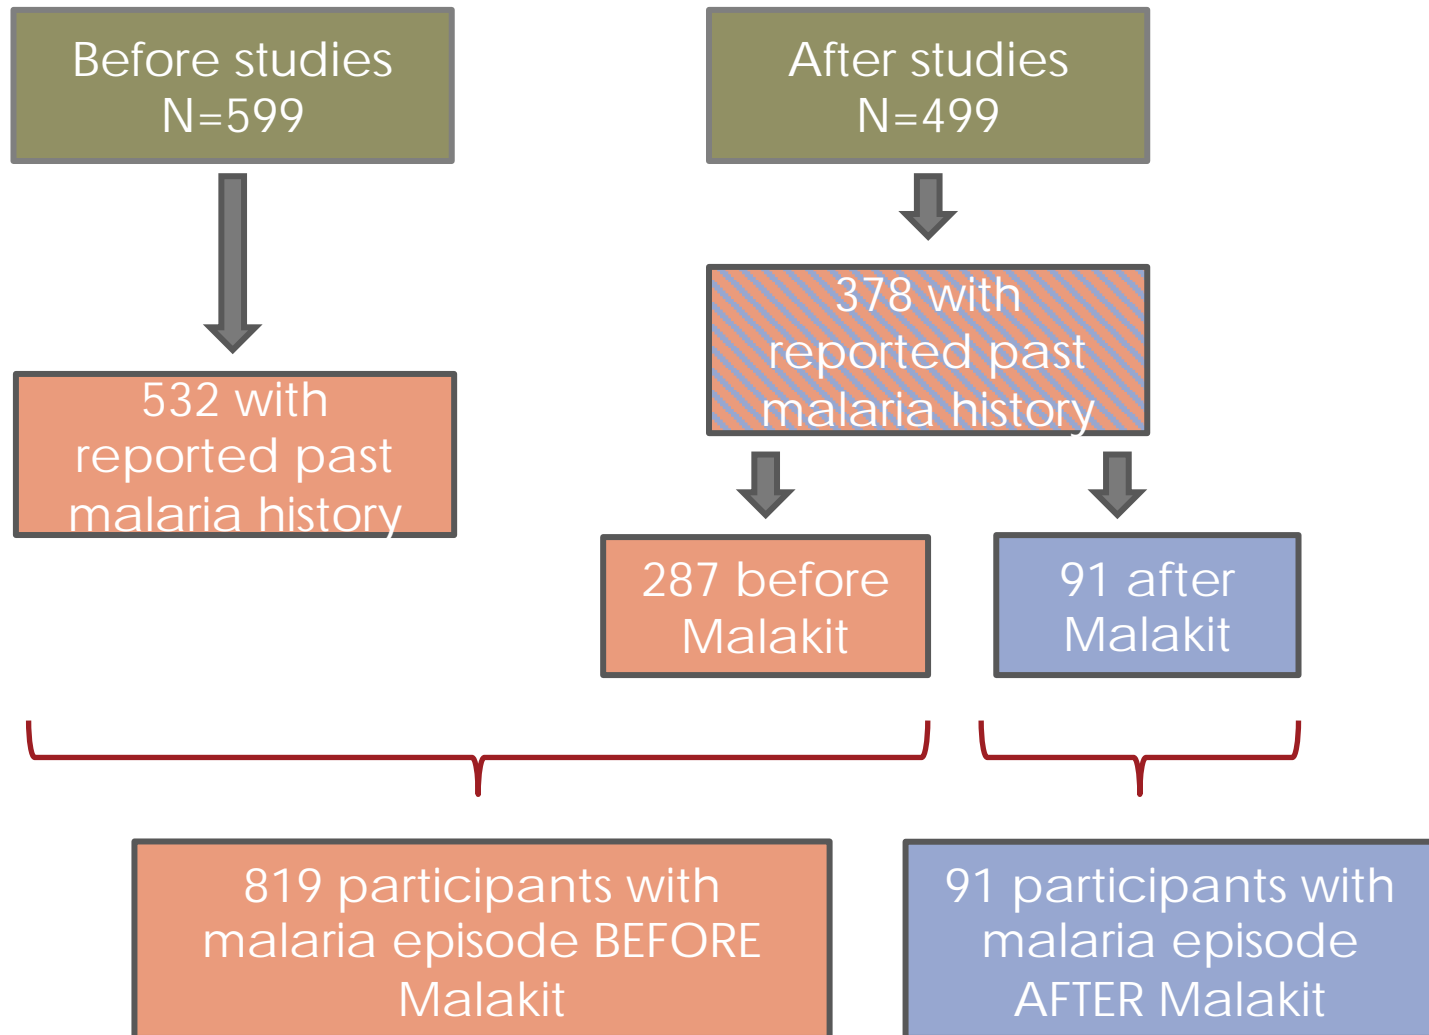 Before studies
N=599
After studies
N=499
378 with
reported past
malaria history
532 with
reported past
malaria history
287 before
Malakit
91 after
Malakit
819 participants with
malaria episode BEFORE
Malakit
91 participants with
malaria episode
AFTER Malakit